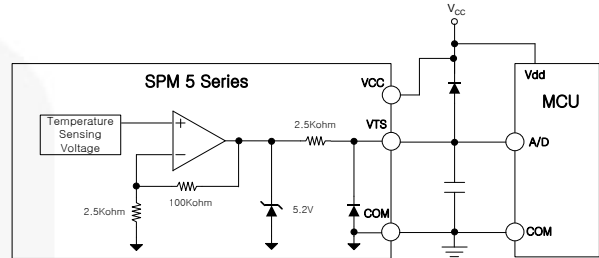 VCC
SPM 5 Series
VCC
Vdd
MCU
Temperature
Sensing
Voltage
+
−
2.5Kohm
VTS
A/D
100Kohm
2.5Kohm
5.2V
COM
COM